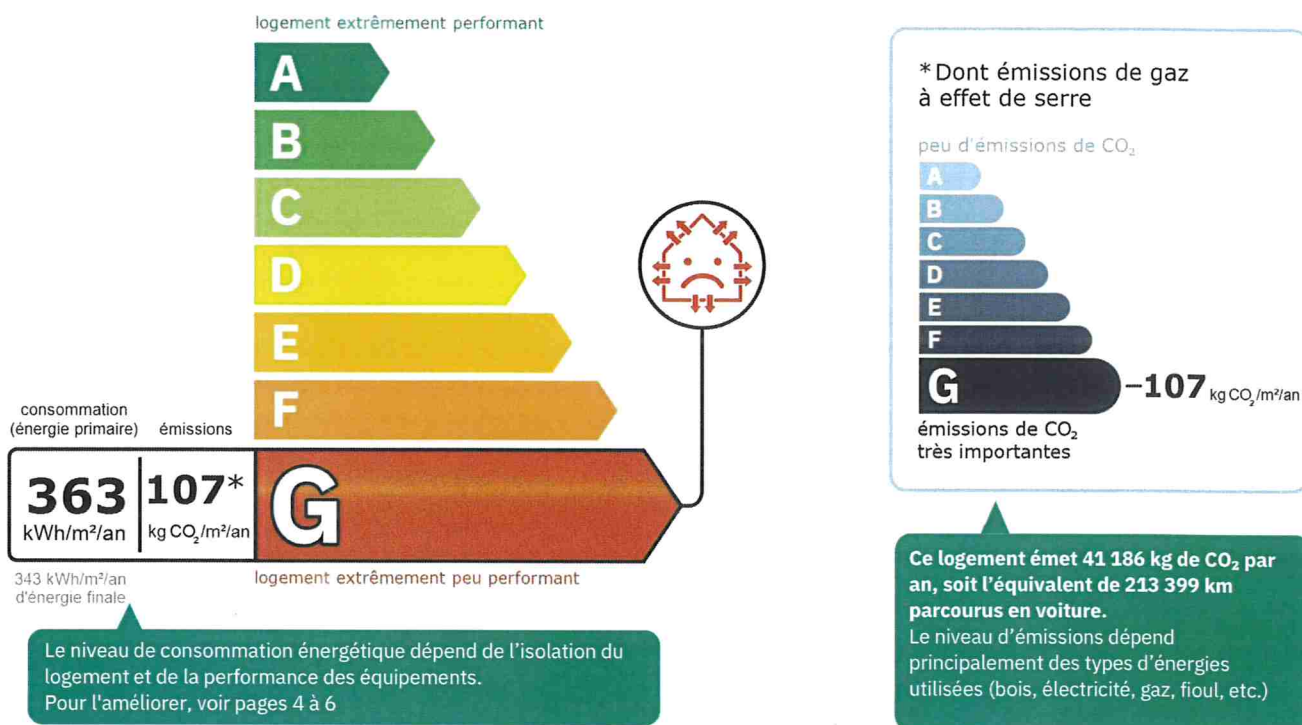 logement extrêmement performant
A
B
C
D
E
F
G
consommation
(énergie primaire)
émissions
363
kWh/m²/an
107*
kg CO₂/m²/an
343 kWh/m²/an
d'énergie finale
logement extrêmement peu performant
Le niveau de consommation énergétique dépend de l'isolation du
logement et de la performance des équipements.
Pour l'améliorer, voir pages 4 à 6
*Dont émissions de gaz
à effet de serre
peu d'émissions de CO₂
A
B
C
D
E
F
G
107 kg CO₂/m²/an
émissions de CO₂
très importantes
Ce logement émet 41 186 kg de CO₂ par
an, soit l'équivalent de 213 399 km
parcourus en voiture.
Le niveau d'émissions dépend
principalement des types d'énergies
utilisées (bois, électricité, gaz, fioul, etc.)